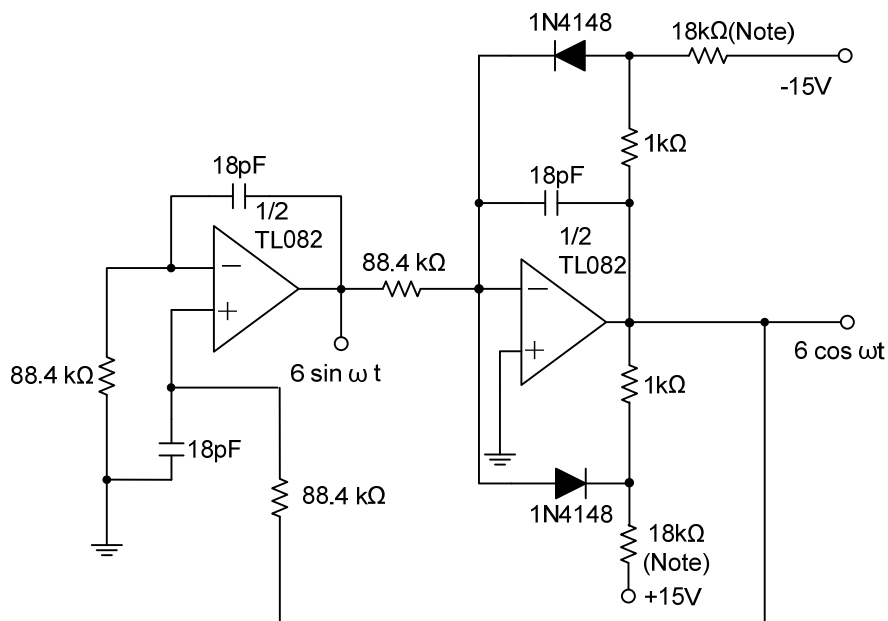 1N4148
18kΩ(Note)
-15V
1kΩ
18pF
18pF
1/2
TL082
1/2
TL082
88.4 kΩ
−
+
−
+
6 sin ω t
6 cos ωt
88.4 kΩ
1kΩ
18pF
88.4 kΩ
1N4148
18kΩ
(Note)
+15V